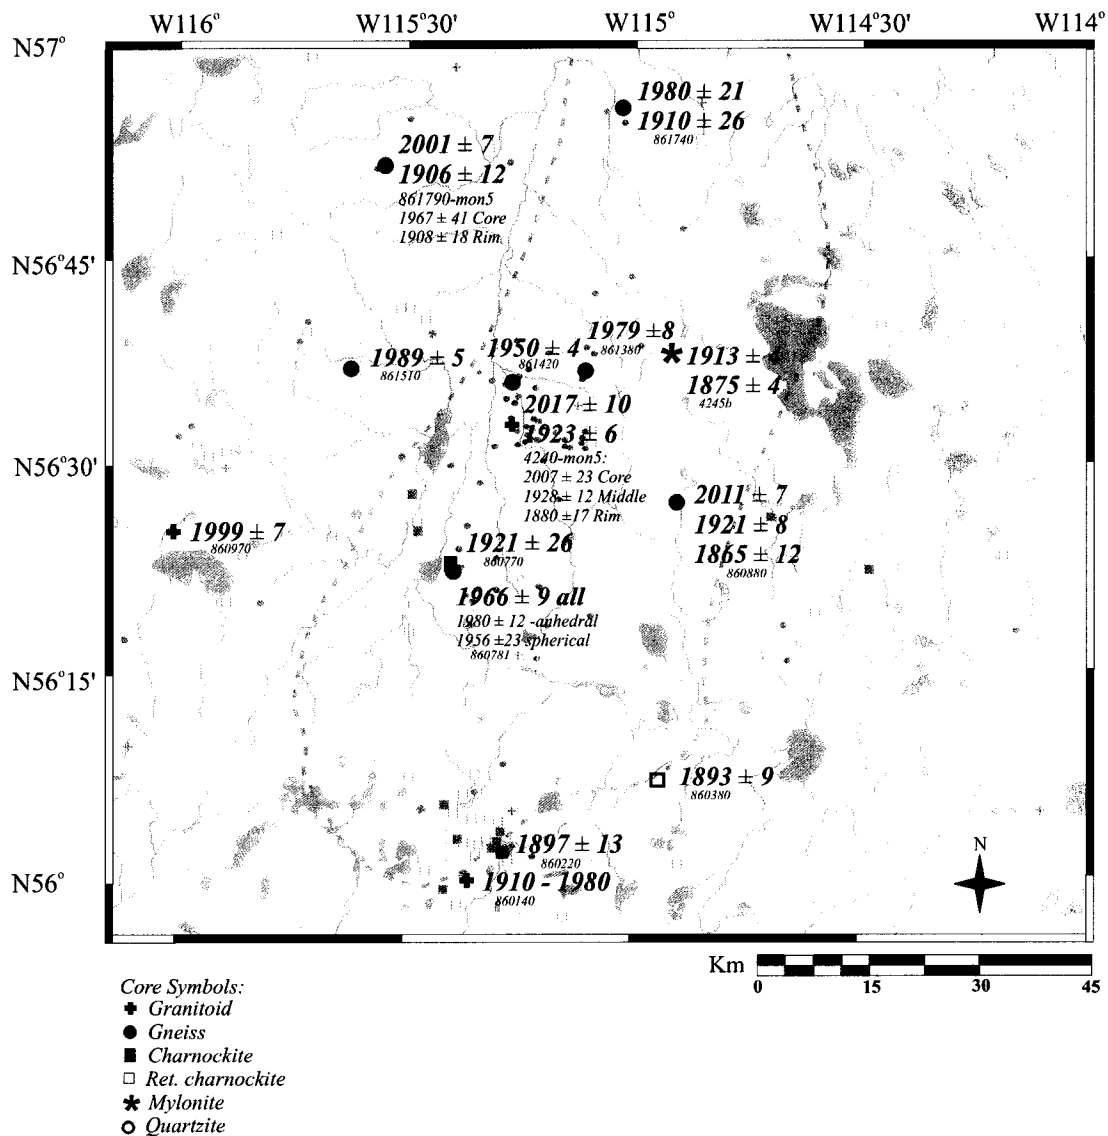 W116° W115°30' W115° W114°30' W114°
N57°
1980 ± 21
1910 ± 26
861740
2001 ± 7
1906 ± 12
861790-mon5
1967 ± 41 Core
1908 ± 18 Rim
N56°45'
1979 ±8
861380
1950 ± 4
861420
1989 ± 5
861510
1913 ±
1875 ± 4
4245b
2017 ± 10
1923 ± 6
4240-mon5:
2007 ± 23 Core
1928 ± 12 Middle
1880 ±17 Rim
N56°30'
2011 ± 7
1921 ± 8
1865 ± 12
860880
1999 ± 7
860970
1921 ± 26
860770
1966 ± 9 all
1980 ± 12 -anhedral
1956 ±23 spherical
860781
N56°15'
1893 ± 9
860380
1897 ± 13
860220
N56°
1910 - 1980
860140
N
Km
0 15 30 45
Core Symbols:
Granitoid
Gneiss
Charnockite
Ret. charnockite
Mylonite
Quartzite